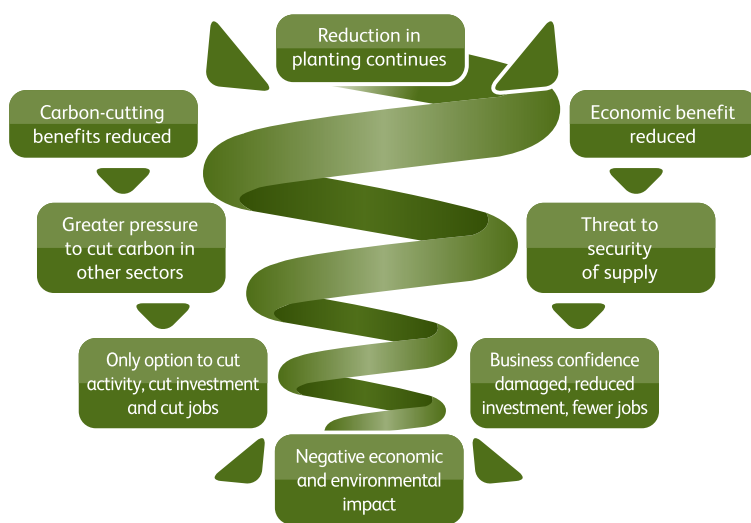 Reduction in
planting continues
Carbon-cutting
benefits reduced
Greater pressure
to cut carbon in
other sectors
Only option to cut
activity, cut investment
and cut jobs
Economic benefit
reduced
Threat to
security
of supply
Business confidence
damaged, reduced
investment, fewer jobs
Negative economic
and environmental
impact